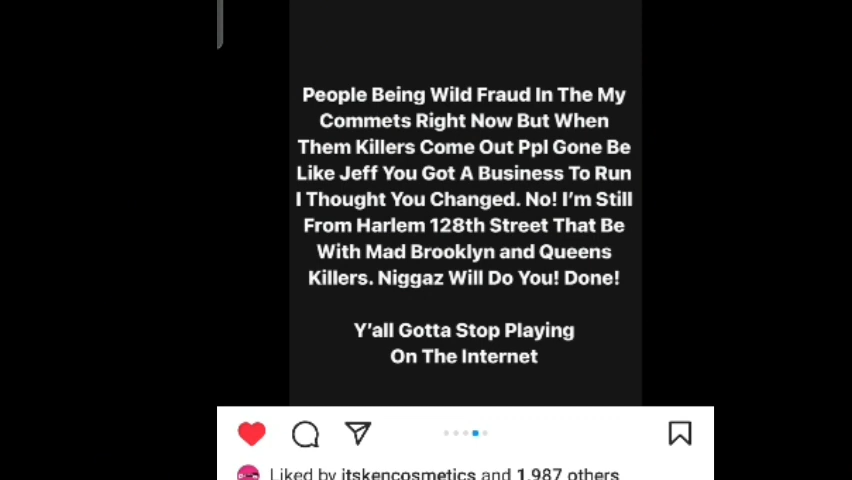 People Being Wild Fraud In The My
Commets Right Now But When
Them Killers Come Out Ppl Gone Be
Like Jeff You Got A Business To Run
I Thought You Changed. No! I'm Still
From Harlem 128th Street That Be
With Mad Brooklyn and Queens
Killers. Niggaz Will Do You! Done!
Y'all Gotta Stop Playing
On The Internet
Liked by itskencosmetics and 1,987 others